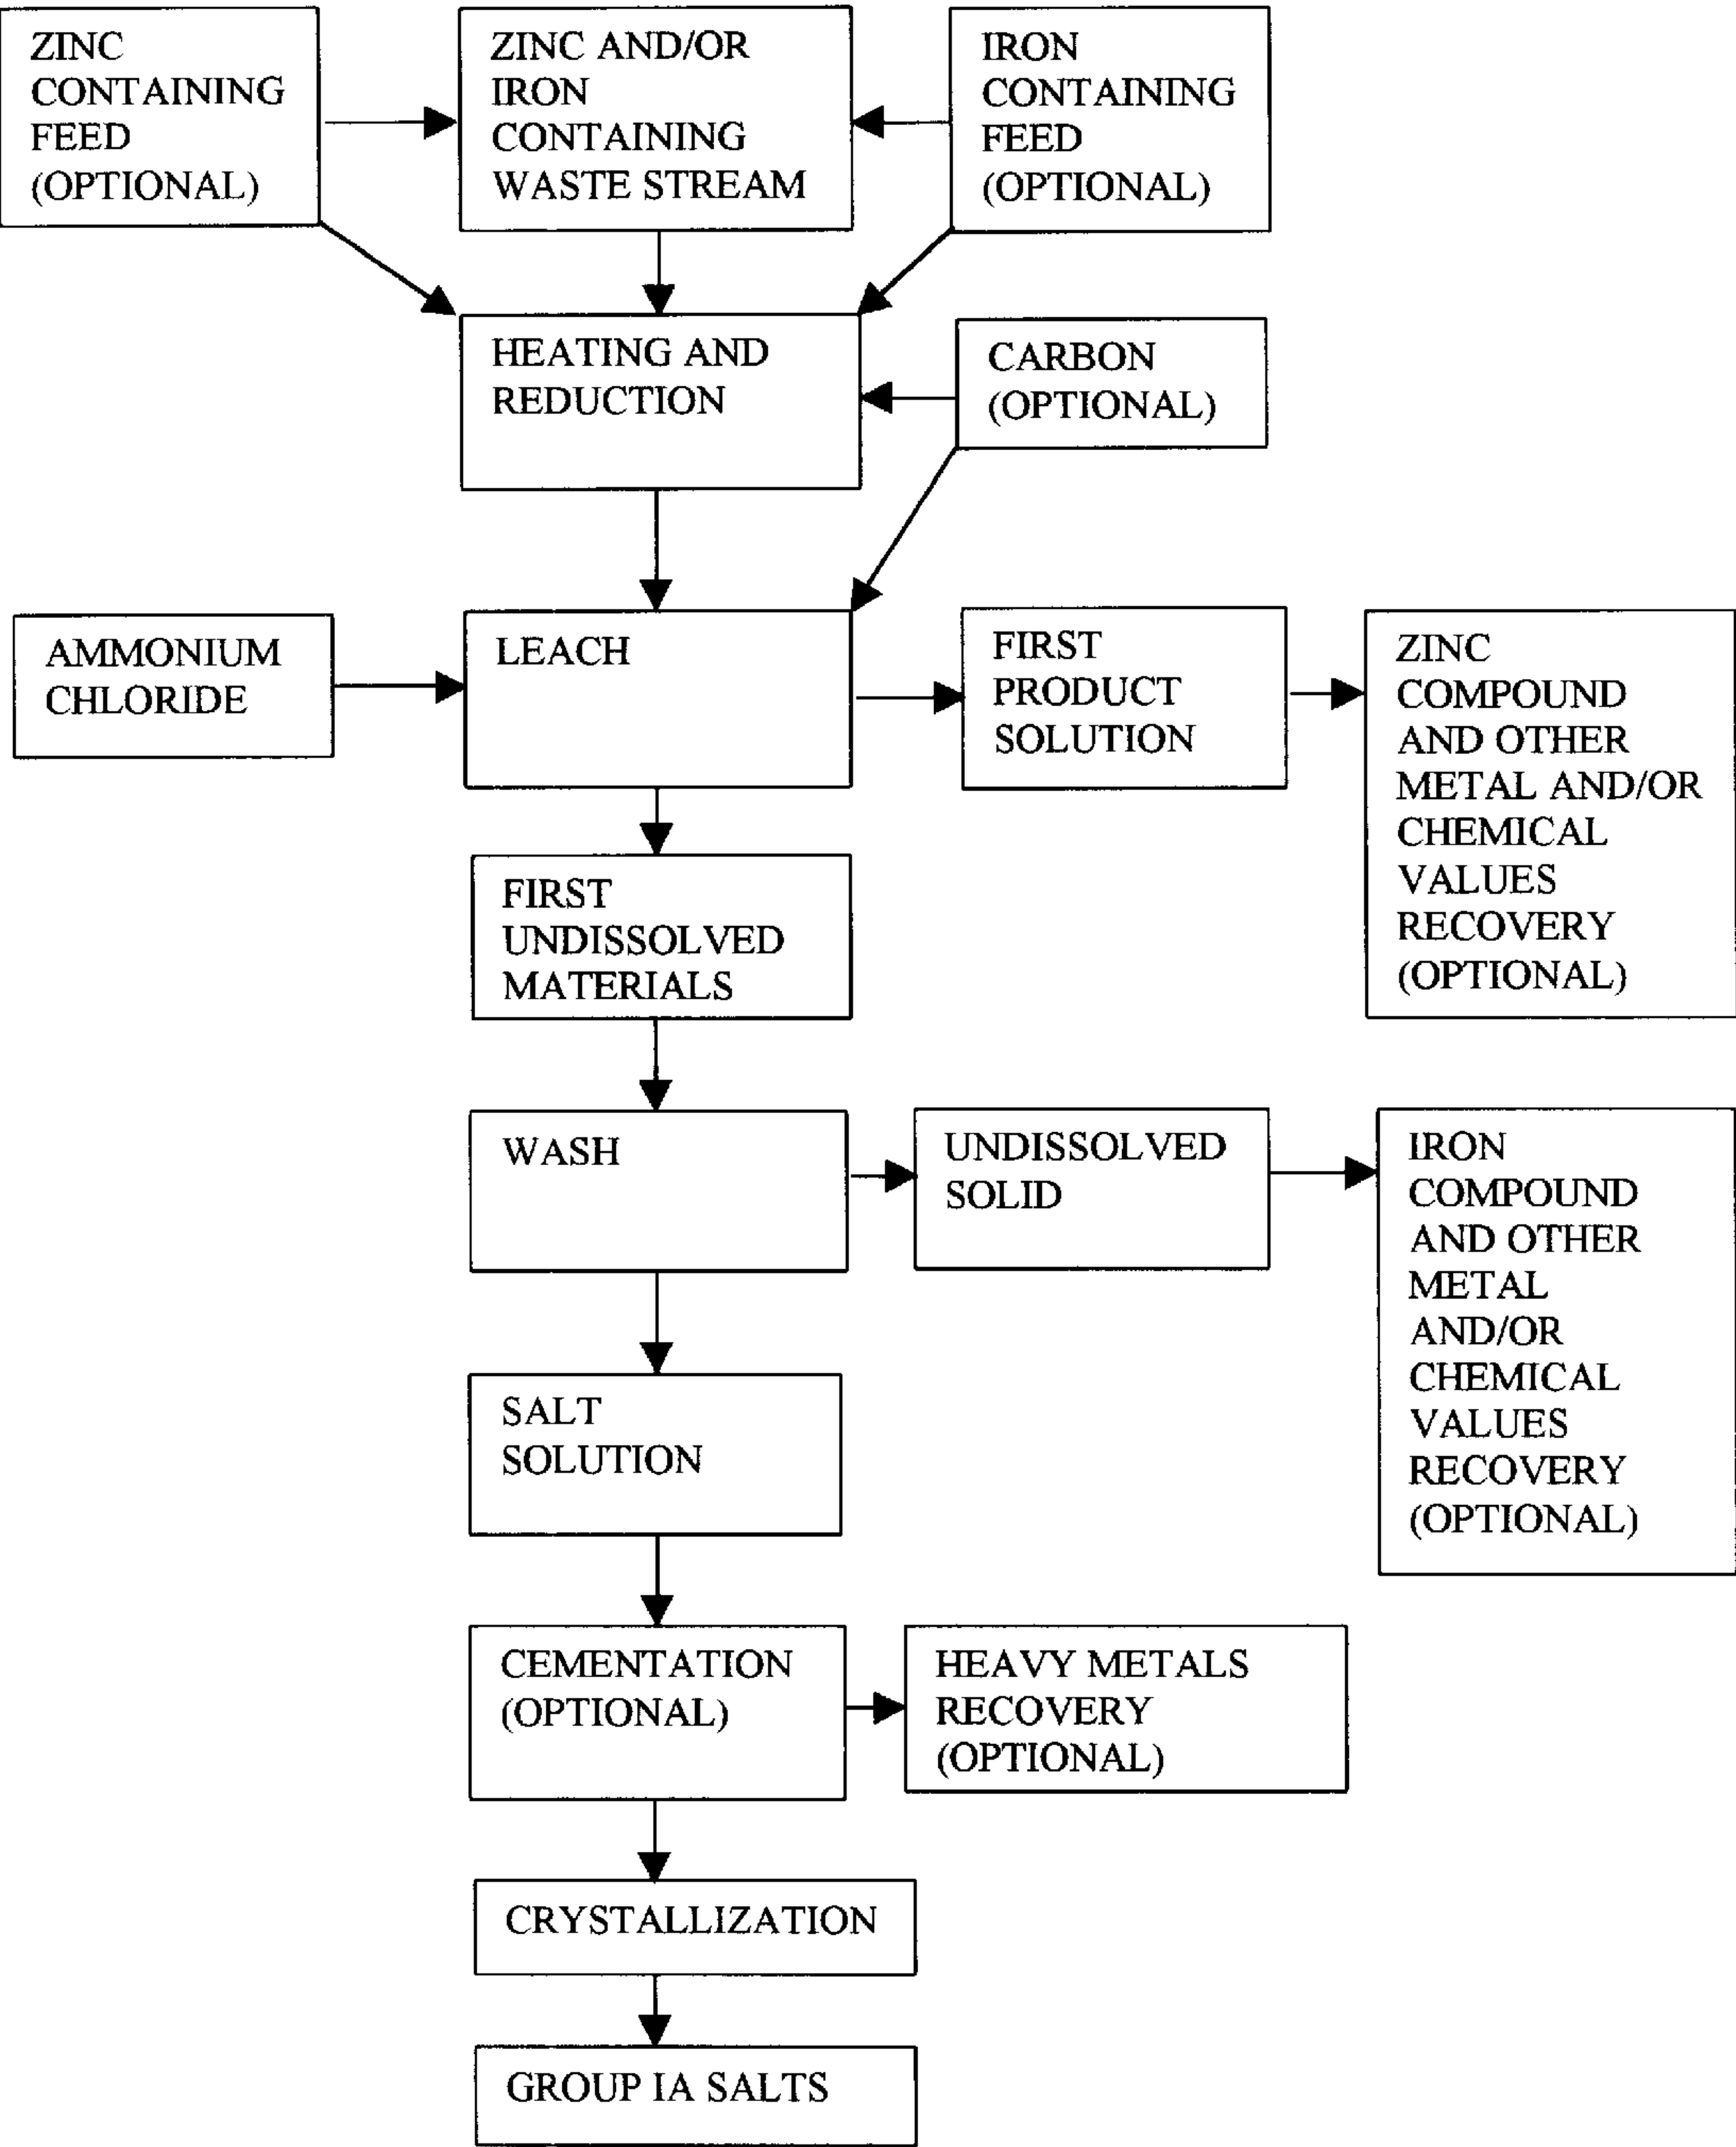 ZINC
CONTAINING
FEED
(OPTIONAL)
ZINC AND/OR
IRON
CONTAINING
WASTE STREAM
IRON
CONTAINING
FEED
(OPTIONAL)
HEATING AND
REDUCTION
CARBON
(OPTIONAL)
AMMONIUM
CHLORIDE
LEACH
FIRST
PRODUCT
SOLUTION
ZINC
COMPOUND
AND OTHER
METAL AND/OR
CHEMICAL
VALUES
RECOVERY
(OPTIONAL)
FIRST
UNDISSOLVED
MATERIALS
WASH
UNDISSOLVED
SOLID
IRON
COMPOUND
AND OTHER
METAL
AND/OR
CHEMICAL
VALUES
RECOVERY
(OPTIONAL)
SALT
SOLUTION
CEMENTATION
(OPTIONAL)
HEAVY METALS
RECOVERY
(OPTIONAL)
CRYSTALLIZATION
GROUP IA SALTS